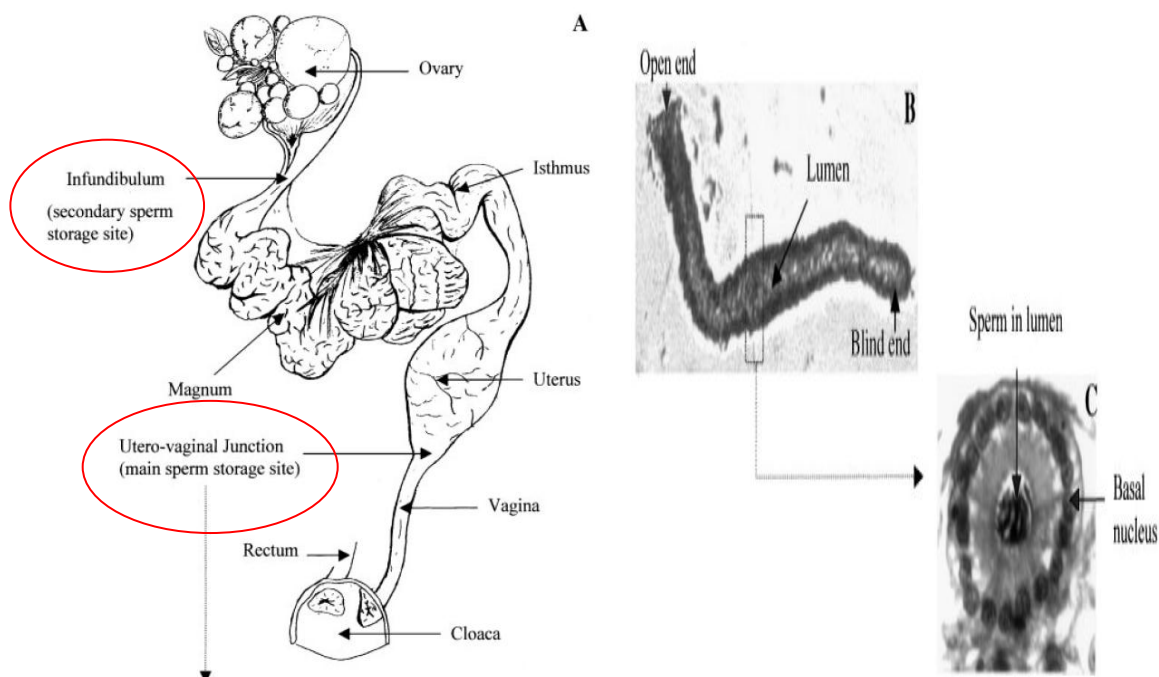 A
Ovary
Infundibulum
(secondary sperm
storage site)
Isthmus
Magnum
Uterus
Utero-vaginal Junction
(main sperm storage site)
Vagina
Rectum
Cloaca
Open end
B
Lumen
Blind end
Sperm in lumen
C
Basal
nucleus